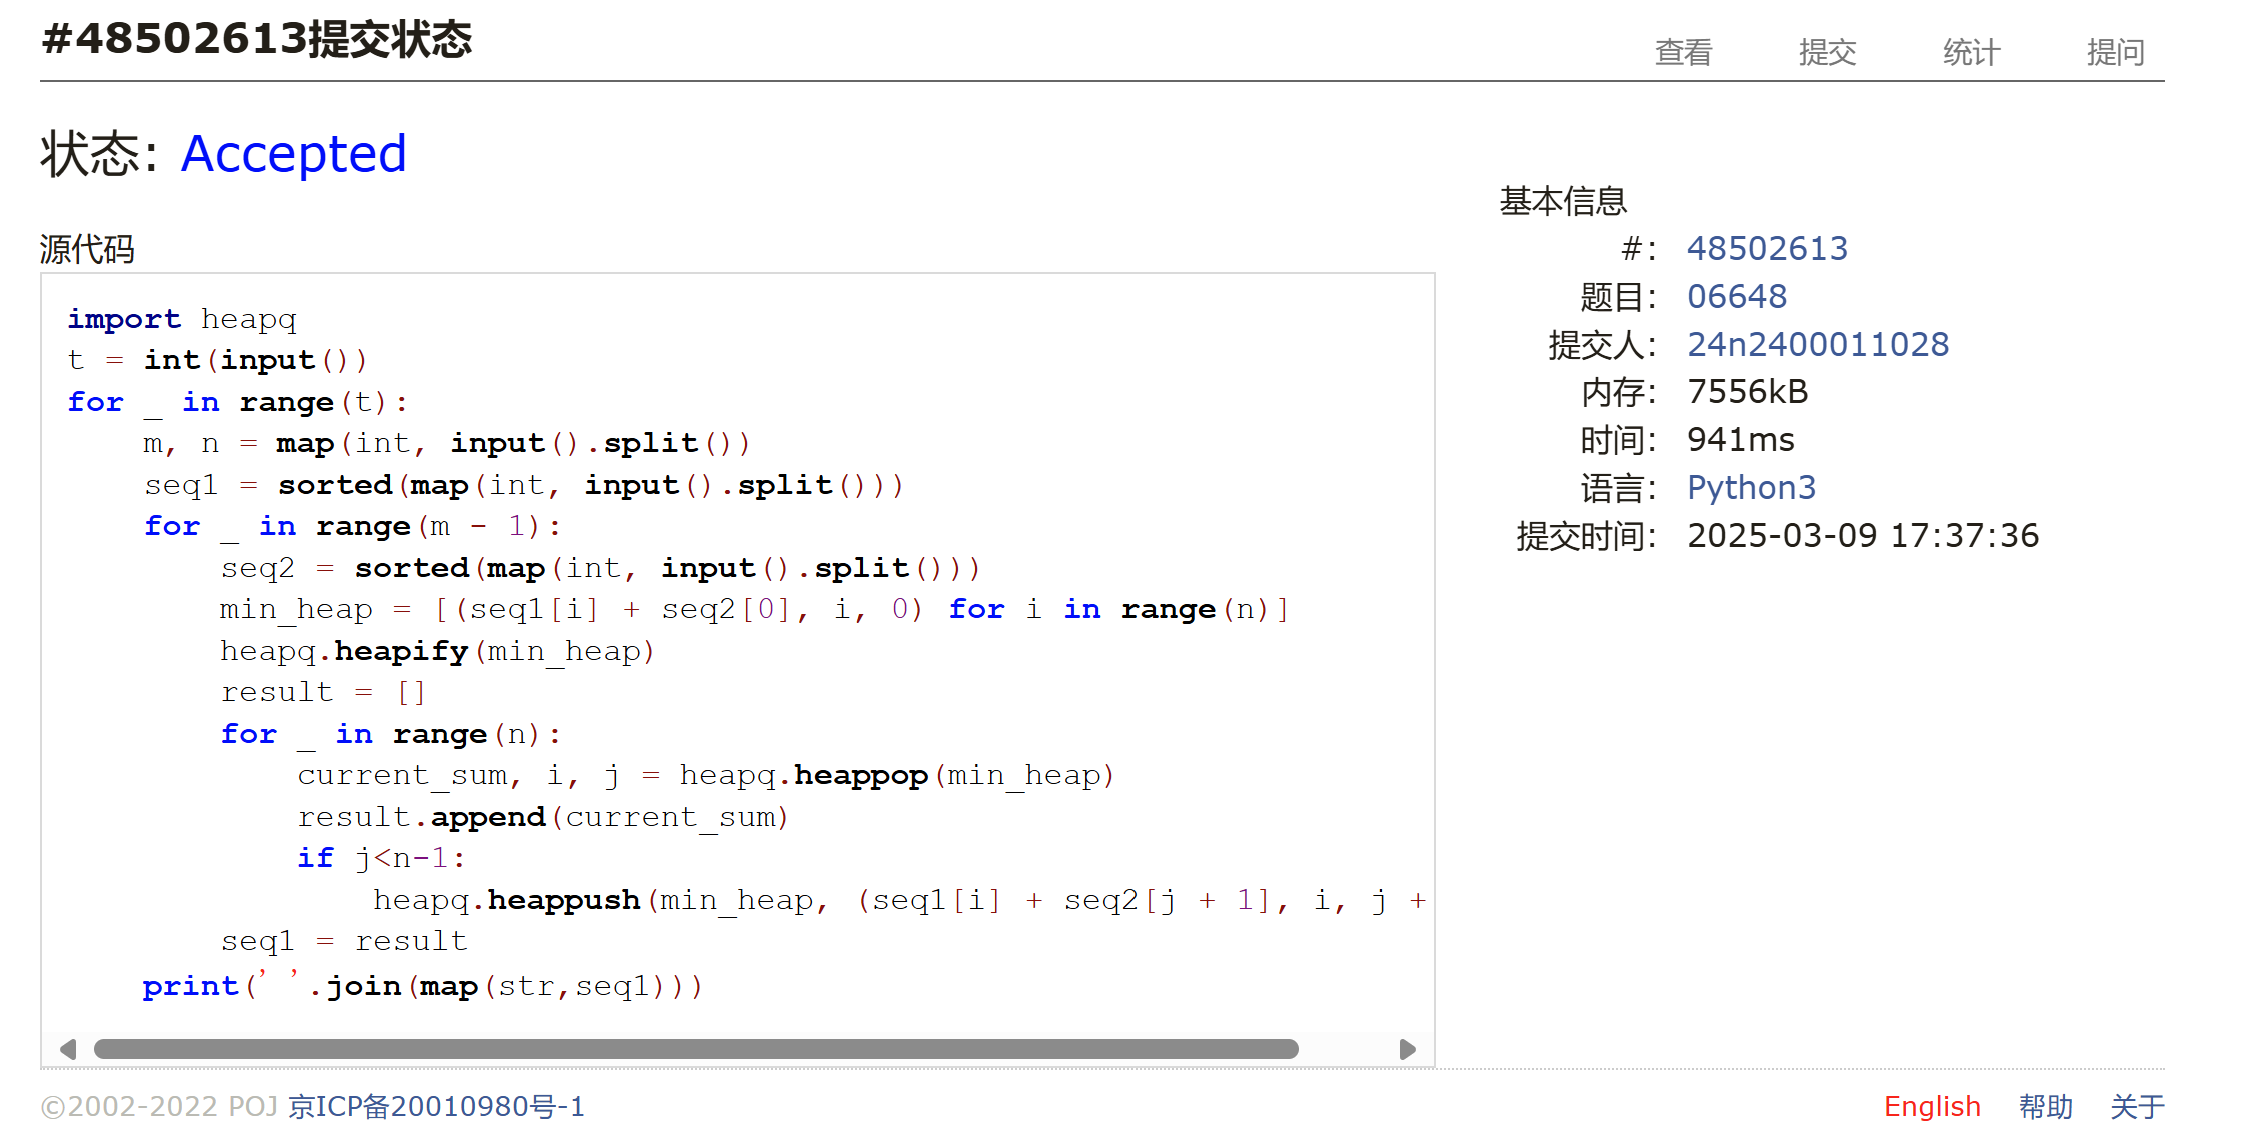 #48502613提交状态
查看 提交 统计 提问
状态: Accepted
源代码
import heapq
t = int(input())
for _ in range(t):
    m, n = map(int, input().split())
    seq1 = sorted(map(int, input().split()))
    for _ in range(m - 1):
        seq2 = sorted(map(int, input().split()))
        min_heap = [(seq1[i] + seq2[0], i, 0) for i in range(n)]
        heapq.heapify(min_heap)
        result = []
        for _ in range(n):
            current_sum, i, j = heapq.heappop(min_heap)
            result.append(current_sum)
            if j<n-1:
                heapq.heappush(min_heap, (seq1[i] + seq2[j + 1], i, j +
        seq1 = result
    print(' '.join(map(str,seq1)))
基本信息
#: 48502613
题目: 06648
提交人: 24n2400011028
内存: 7556kB
时间: 941ms
语言: Python3
提交时间: 2025-03-09 17:37:36
©2002-2022 POJ 京ICP备20010980号-1
English 帮助 关于